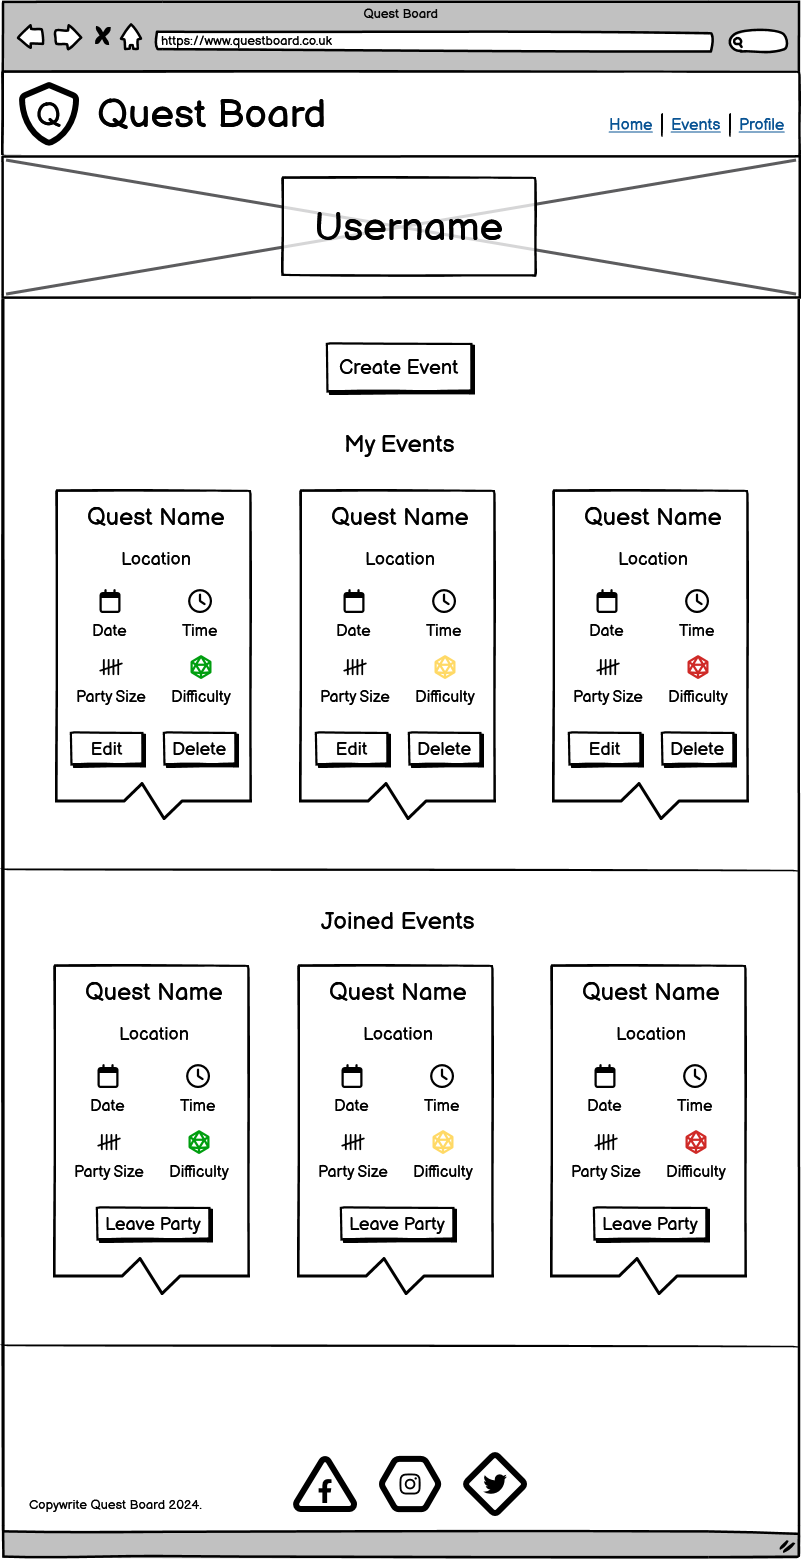 Quest Board
https://www.questboard.co.uk
Q
Quest Board
Home Events Profile
Username
Create Event
My Events
Quest Name Quest Name Quest Name
Location Location Location
Date Time Date Time Date Time
Party Size Difficulty Party Size Difficulty Party Size Difficulty
Edit Delete Edit Delete Edit Delete
Joined Events
Quest Name Quest Name Quest Name
Location Location Location
Date Time Date Time Date Time
Party Size Difficulty Party Size Difficulty Party Size Difficulty
Leave Party Leave Party Leave Party
Copywrite Quest Board 2024.